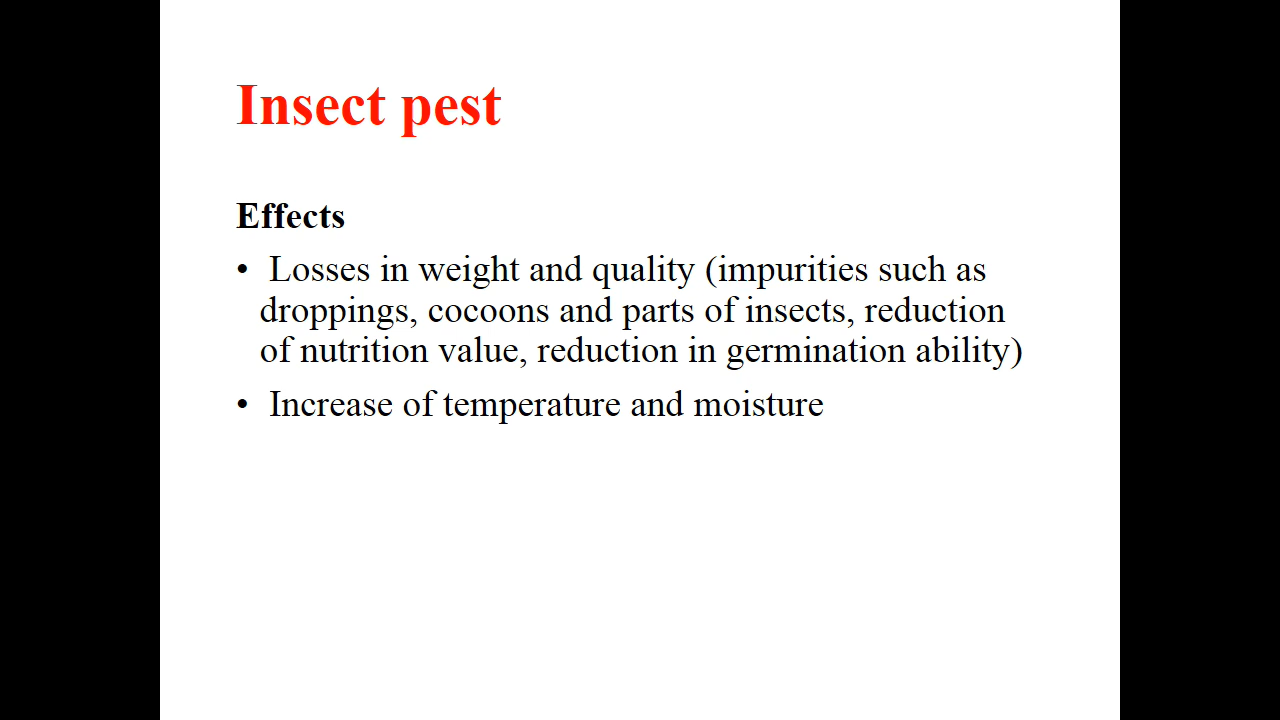 Insect pest
Effects
• Losses in weight and quality (impurities such as
droppings, cocoons and parts of insects, reduction
of nutrition value, reduction in germination ability)
• Increase of temperature and moisture